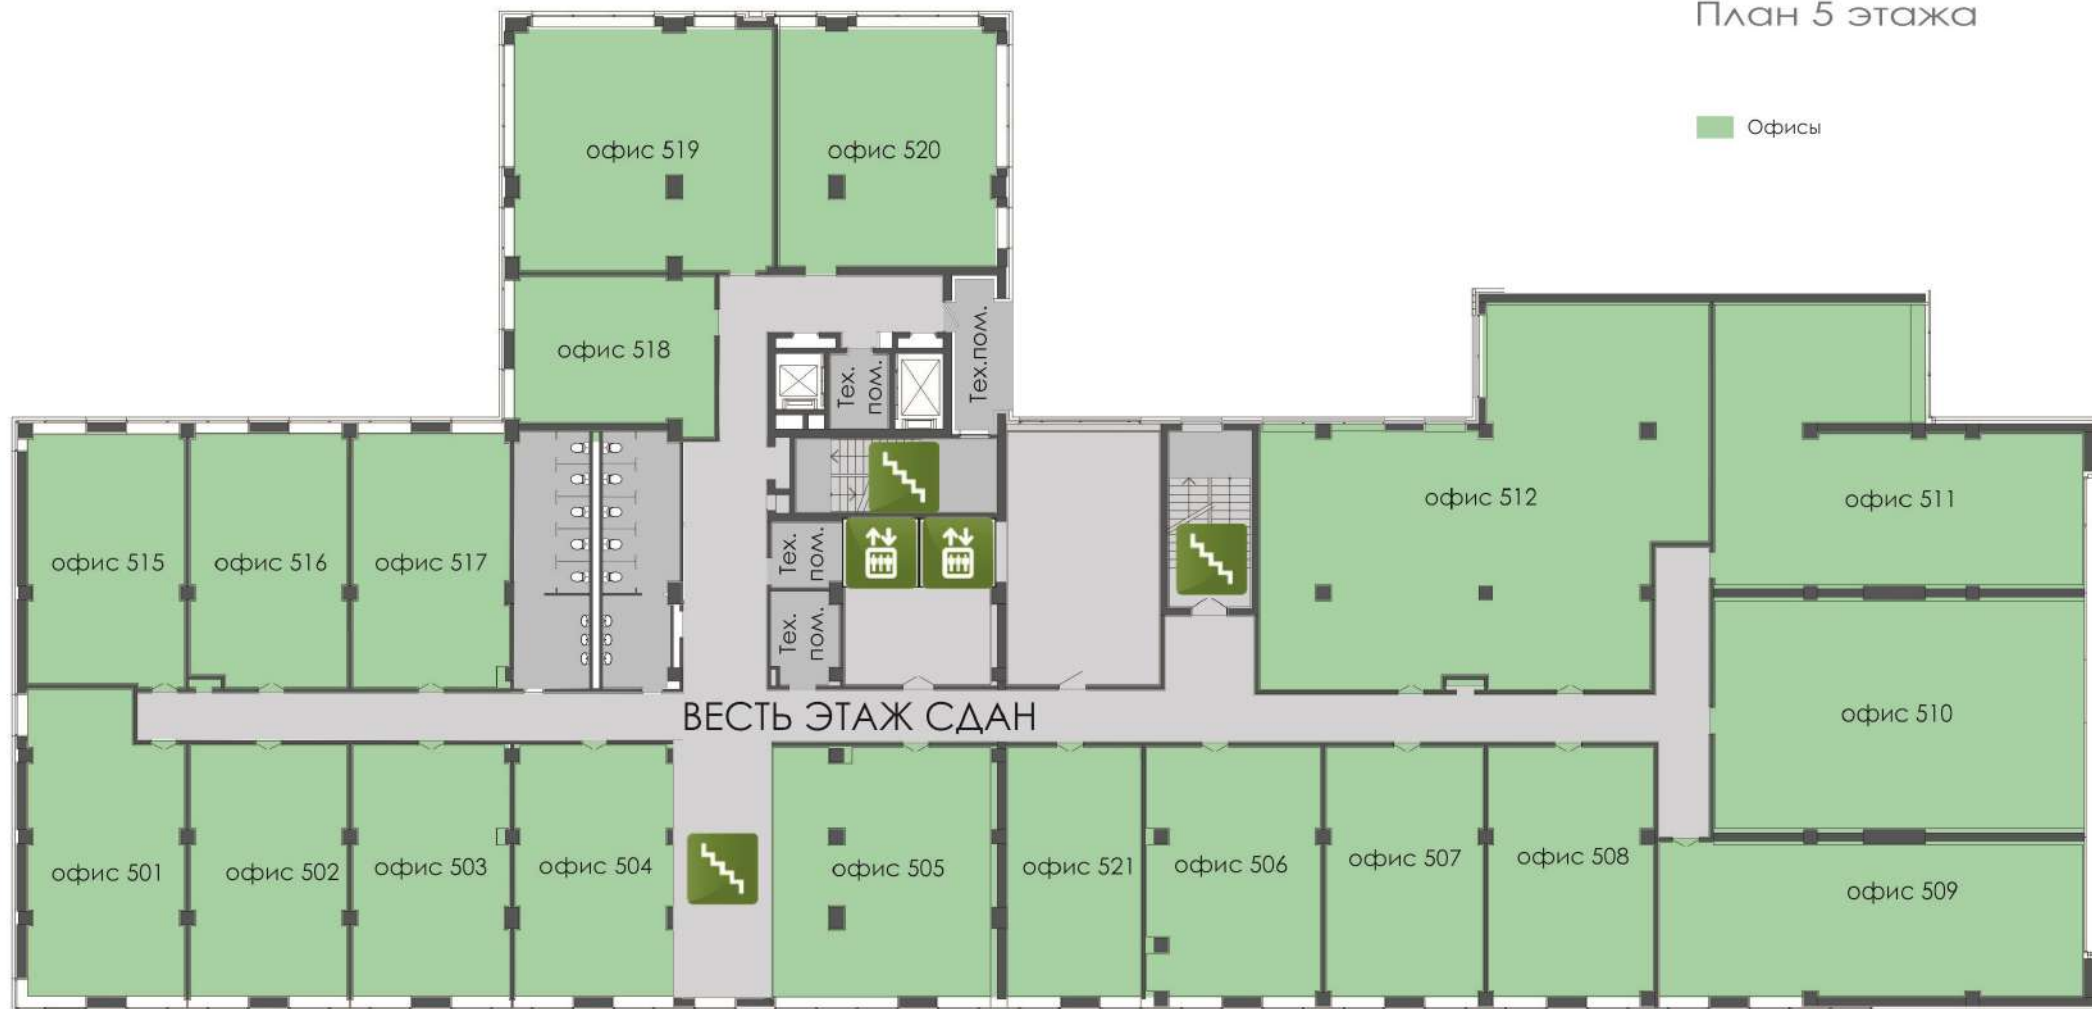 План 5 этажа
Офисы
офис 519
офис 520
офис 518
Тех.
пом.
Тех.пом.
офис 512
офис 511
офис 515
офис 516
офис 517
Тех.
пом.
Тех.
пом.
ВЕСТЬ ЭТАЖ СДАН
офис 510
офис 501
офис 502
офис 503
офис 504
офис 505
офис 521
офис 506
офис 507
офис 508
офис 509